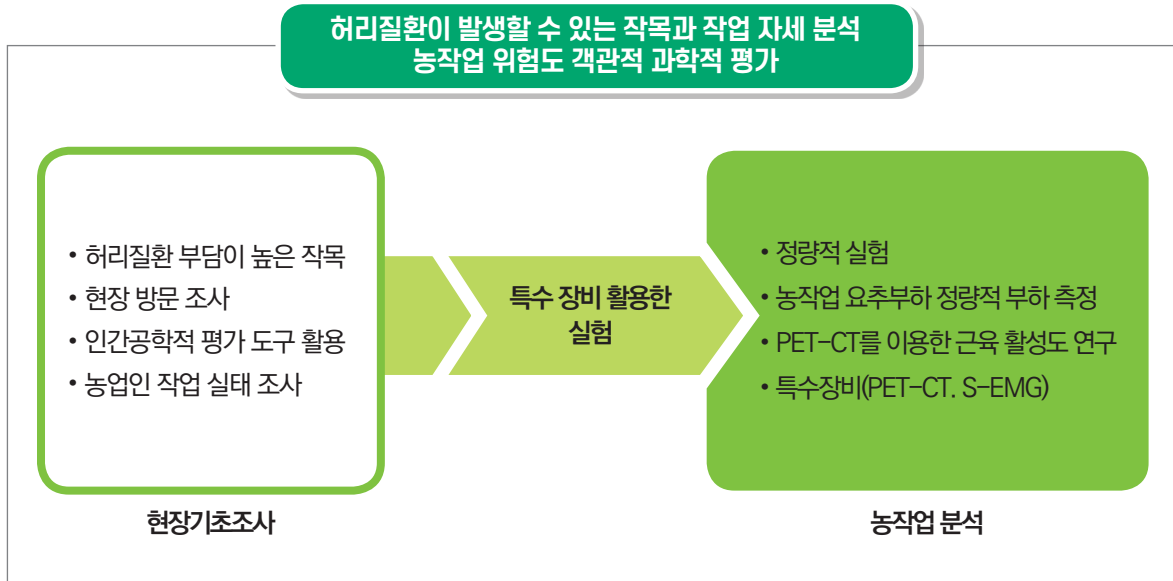 허리질환이 발생할 수 있는 작목과 작업 자세 분석
농작업 위험도 객관적 과학적 평가
• 허리질환 부담이 높은 작목
• 현장 방문 조사
• 인간공학적 평가 도구 활용
• 농업인 작업 실태 조사
현장기초조사
특수 장비 활용한
실험
• 정량적 실험
• 농작업 요추부하 정량적 부하 측정
• PET-CT를 이용한 근육 활성도 연구
• 특수장비(PET-CT. S-EMG)
농작업 분석